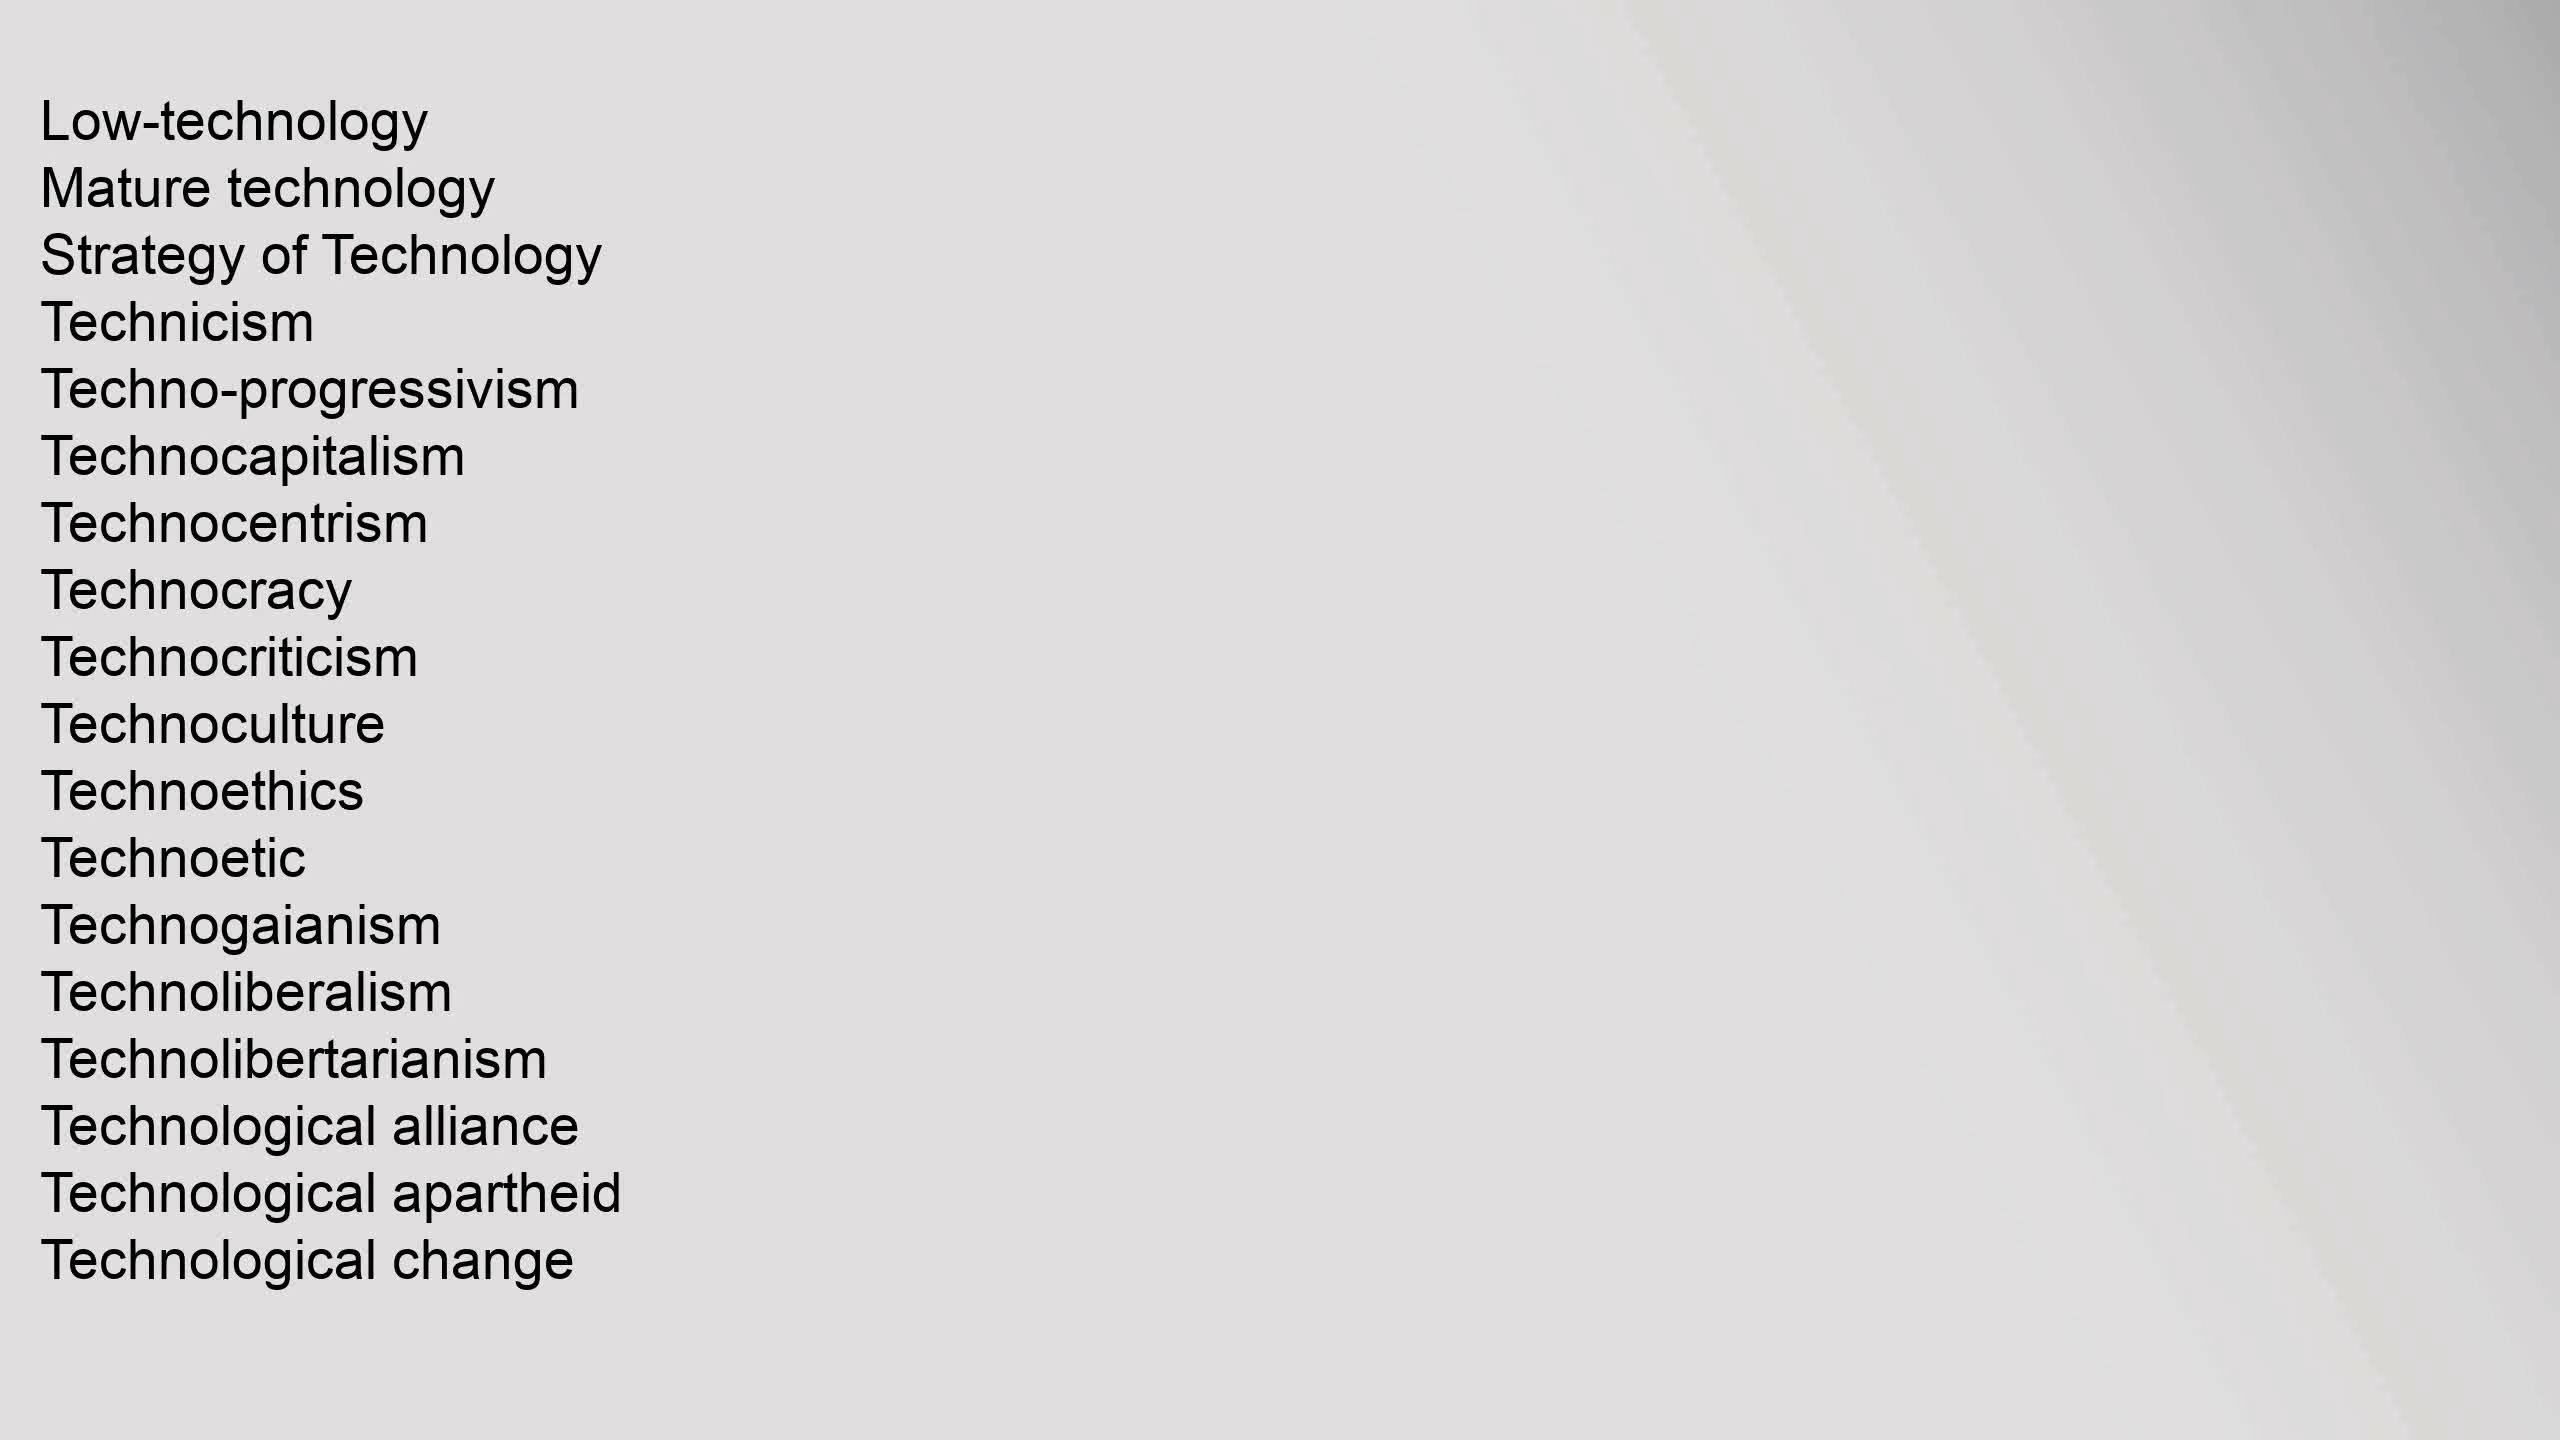 Low-technology
Mature technology
Strategy of Technology
Technicism
Techno-progressivism
Technocapitalism
Technocentrism
Technocracy
Technocriticism
Technoculture
Technoethics
Technoetic
Technogaianism
Technoliberalism
Technolibertarianism
Technological alliance
Technological apartheid
Technological change